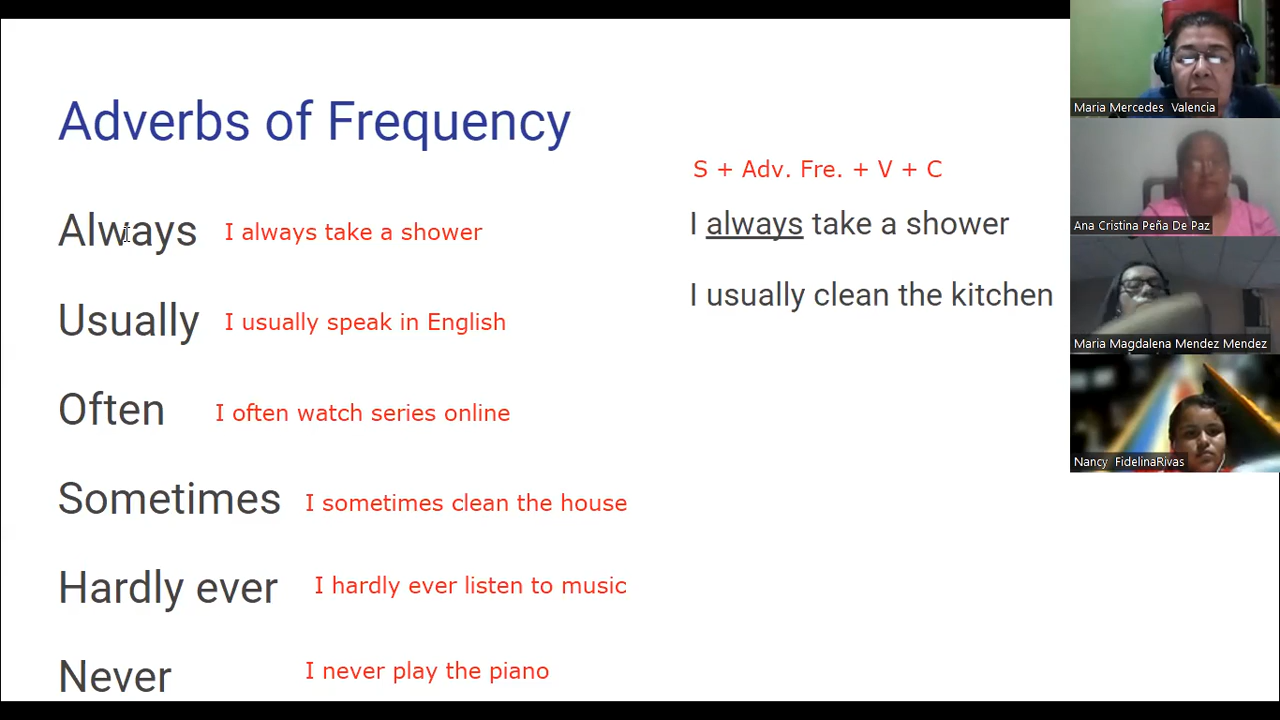 Adverbs of Frequency
Always I always take a shower
Usually I usually speak in English
Often I often watch series online
Sometimes I sometimes clean the house
Hardly ever I hardly ever listen to music
Never I never play the piano
S + Adv. Fre. + V + C
I always take a shower
I usually clean the kitchen
Maria Mercedes Valencia
Ana Cristina Peña De Paz
Maria Magdalena Mendez Mendez
Nancy FidelinaRivas